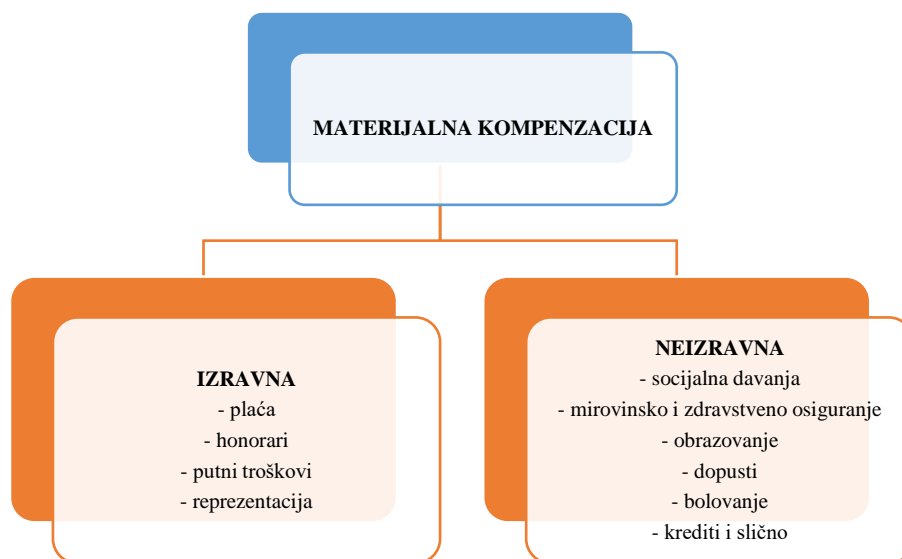 MATERIJALNA KOMPENZACIJA
IZRAVNA
- plaća
- honorari
- putni troškovi
- reprezentacija
NEIZRAVNA
- socijalna davanja
- mirovinsko i zdravstveno osiguranje
- obrazovanje
- dopusti
- bolovanje
- krediti i slično